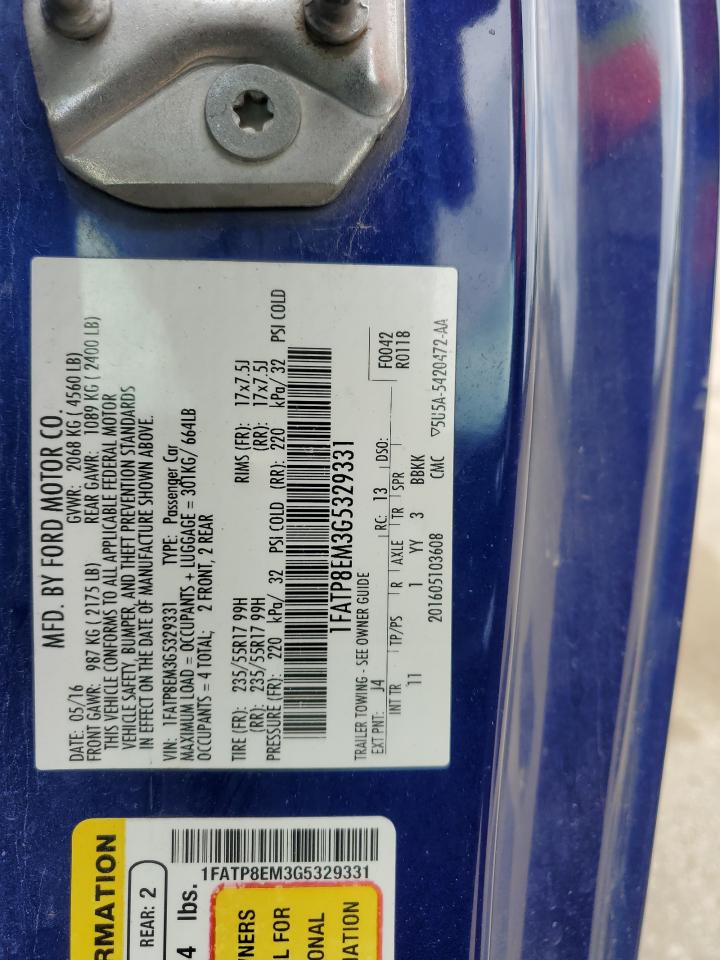 MFD. BY FORD MOTOR CO.
DATE: 05/16 GVWR: 2068 KG ( 4560 LB)
FRONT GAWR: 987 KG ( 2175 LB) REAR GAWR: 1089 KG ( 2400 LB)
THIS VEHICLE CONFORMS TO ALL APPLICABLE FEDERAL MOTOR
VEHICLE SAFETY, BUMPER, AND THEFT PREVENTION STANDARDS
IN EFFECT ON THE DATE OF MANUFACTURE SHOWN ABOVE.
VIN: 1FATP8EM3G5329331 TYPE: Passenger Car
MAXIMUM LOAD = OCCUPANTS + LUGGAGE = 301KG/ 664LB
OCCUPANTS = 4 TOTAL; 2 FRONT, 2 REAR
TIRE (FR): 235/55R17 99H RIMS (FR): 17x7.5J
(RR): 235/55R17 99H (RR): 17x7.5J
PRESSURE (FR): 220 kPa/ 32 PSI COLD (RR): 220 kPa/ 32 PSI COLD
1FATP8EM3G5329331
TRAILER TOWING - SEE OWNER GUIDE F0042
EXT PNT: J4 RC: 13 DSO: R0118
INT TR TP/PS R AXLE TR SPR
11 1 YY 3 BBKK
201605103608 CMC ▽5U5A-5420472-AA
RMATION
REAR: 2
4 lbs.
1FATP8EM3G5329331
WNERS
L FOR
ONAL
MATION